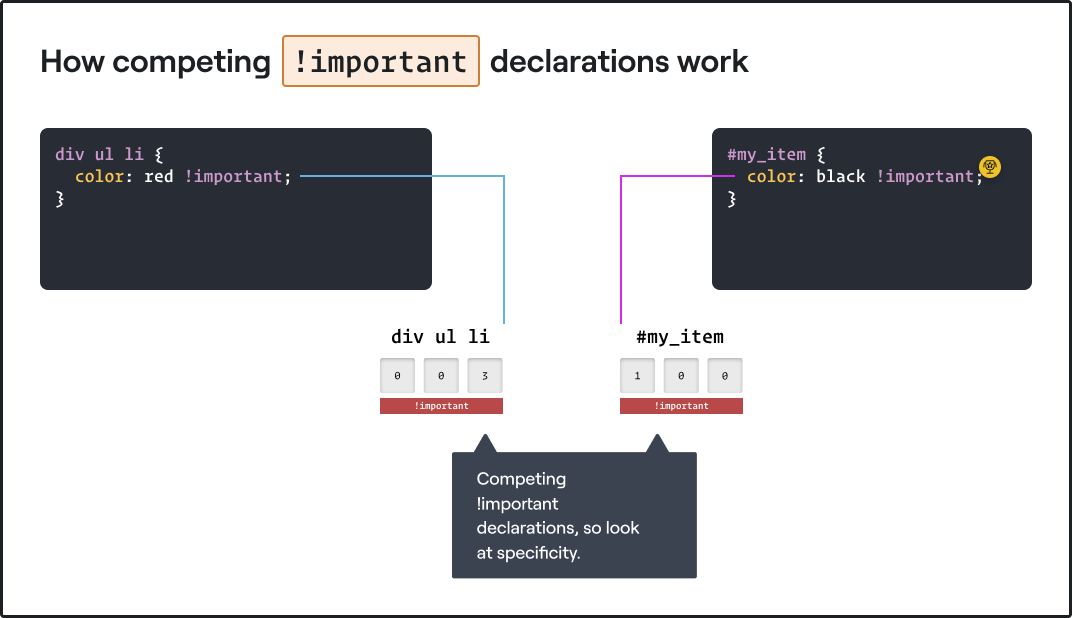 How competing !important declarations work
div ul li {
color: red !important;
}
#my_item {
color: black !important;
}
div ul li
0 0 3
!important
#my_item
1 0 0
!important
Competing
!important
declarations, so look
at specificity.